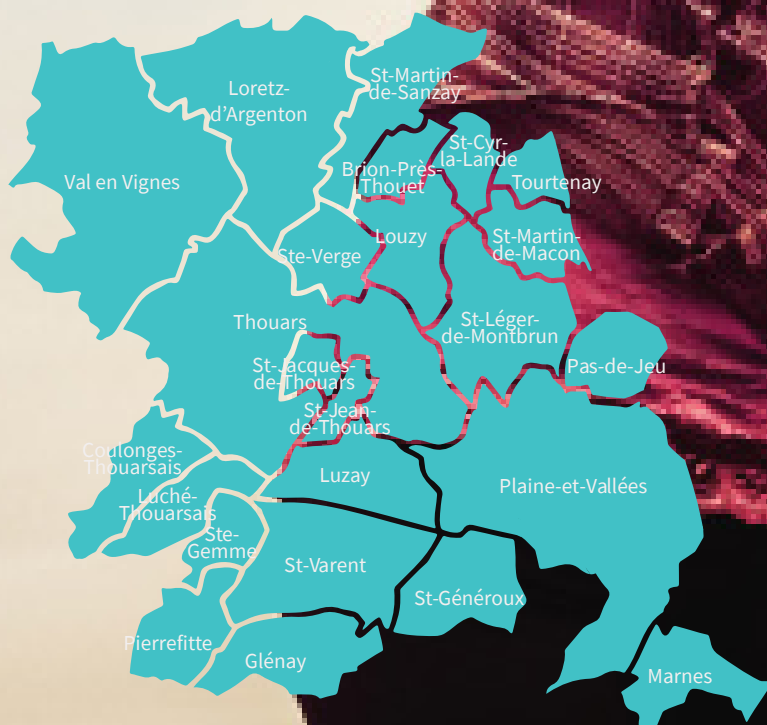 St-Martin-
de-Sanzay
Loretz-
d'Argenton
St-Cyr-
la-Lande
Brion-Près-
Thouet
Val en Vignes
Tourtenay
Louzy
St-Martin-
de-Macon
Ste-Verge
Thouars
St-Léger-
de-Montbrun
St-Jacques-
de-Thouars
Pas-de-Jeu
St-Jean-
de-Thouars
Coulonges-
Thouarsais
Luzay
Plaine-et-Vallées
Luché-
Thouarsais
Ste-
Gemme
St-Varent
St-Généroux
Pierrefitte
Glénay
Marnes